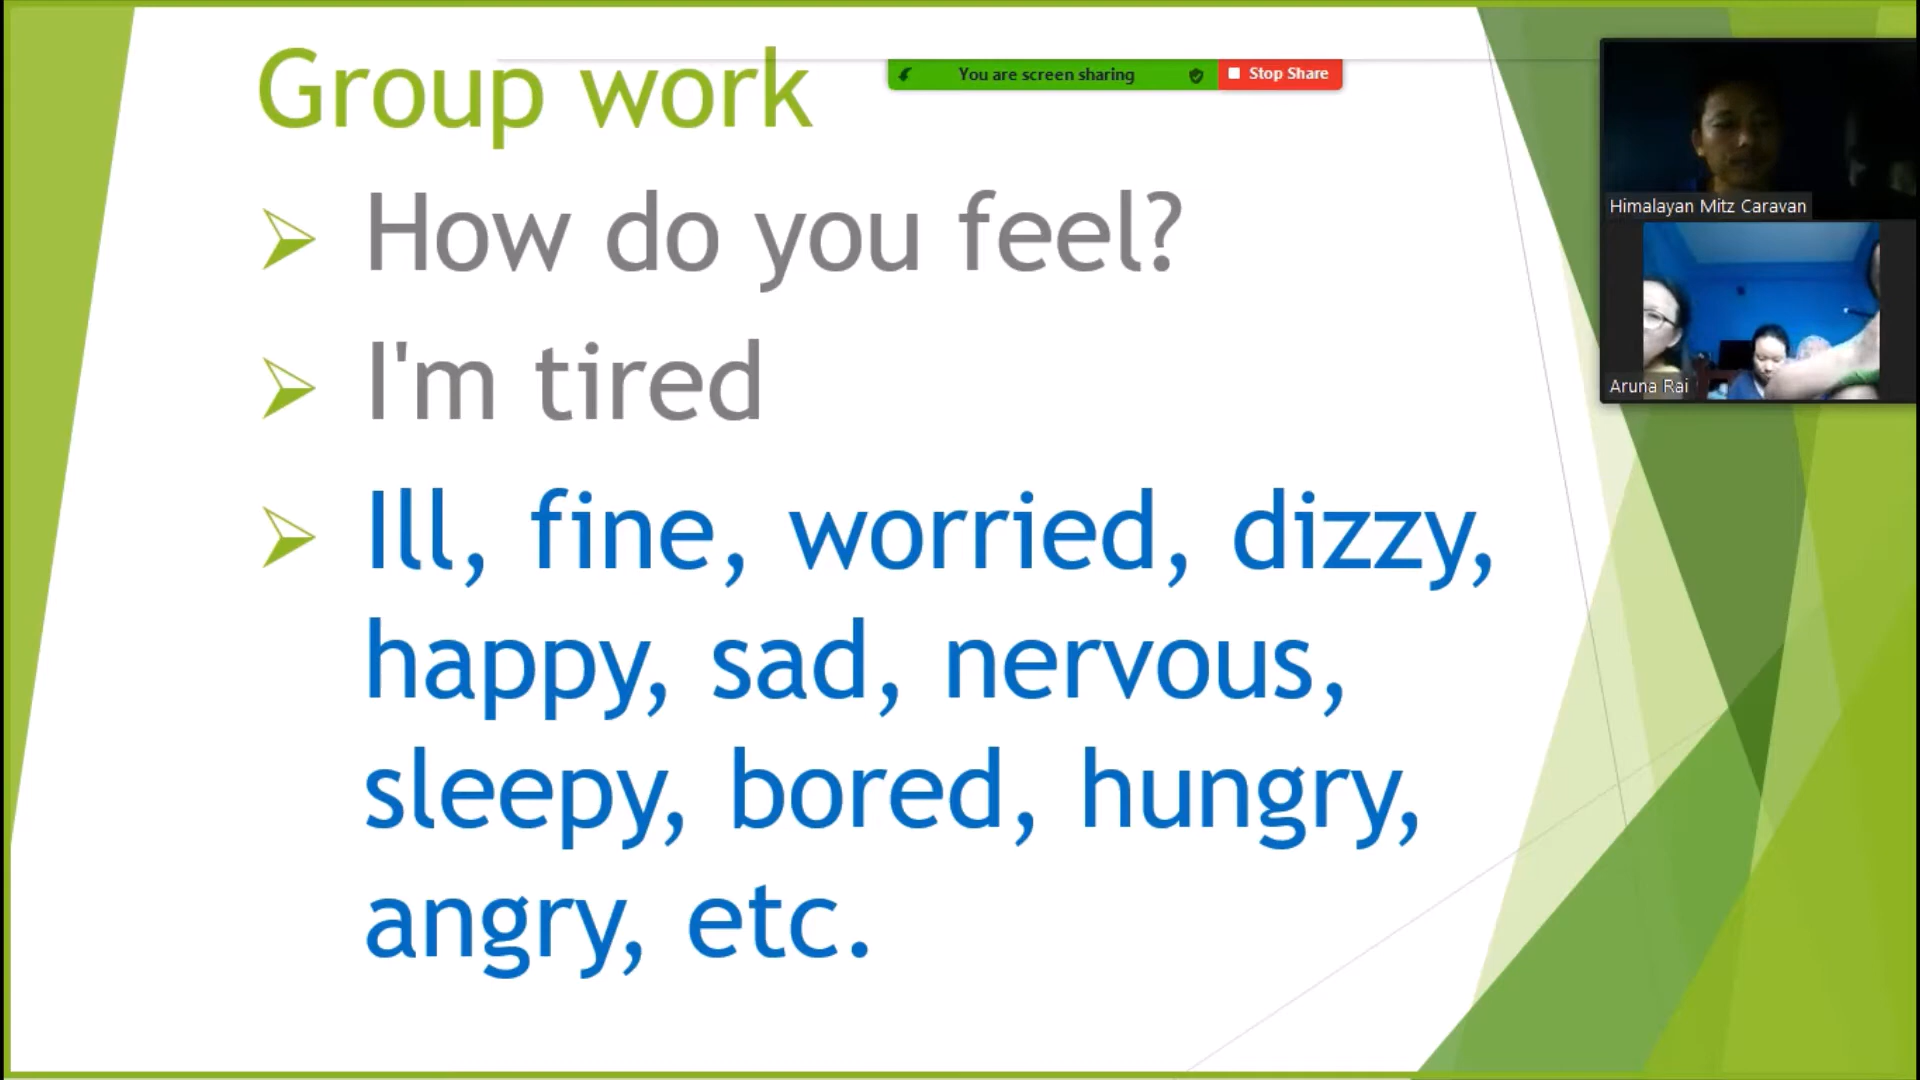 Group work
You are screen sharing
Stop Share
Himalayan Mitz Caravan
How do you feel?
I'm tired
Aruna Rai
Ill, fine, worried, dizzy,
happy, sad, nervous,
sleepy, bored, hungry,
angry, etc.